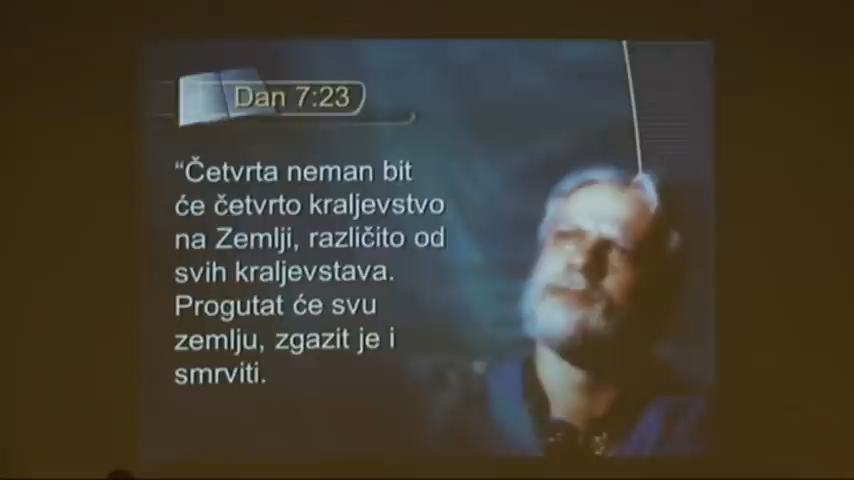 Dan 7:23
“Četvrta neman bit
će četvrto kraljevstvo
na Zemlji, različito od
svih kraljevstava.
Progutat će svu
zemlju, zgazit je i
smrviti.